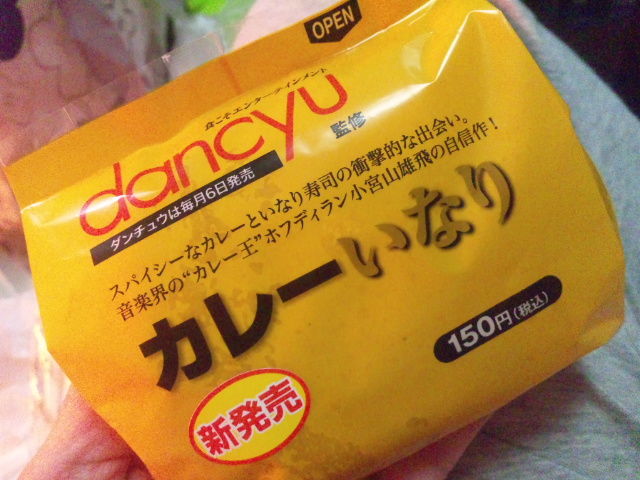 OPEN
食こそエンターテインメント
dancyu
監修
ダンチュウは毎月6日発売
スパイシーなカレーといなり寿司の衝撃的な出会い。
音楽界の“カレー王”ホフディラン小宮山雄飛の自信作！
カレーいなり
150円(税込)
新発売